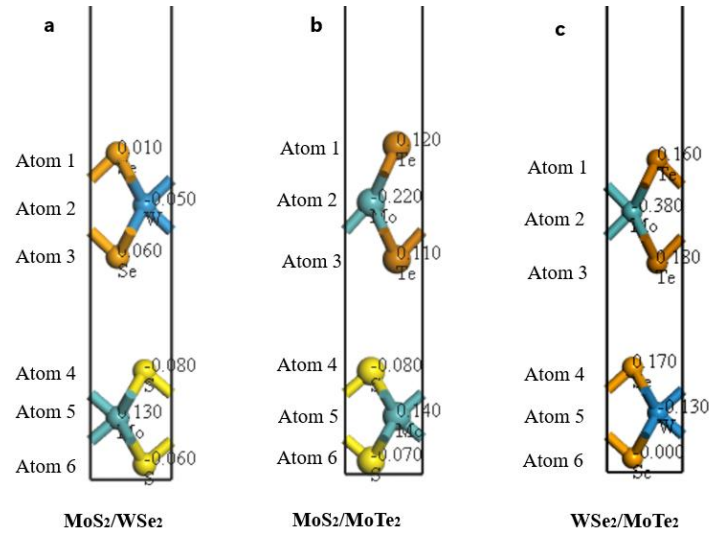 a
Atom 1
0.010
Se
Atom 2
-0.050
W
Atom 3
0.060
Se
Atom 4
-0.080
S
Atom 5
0.130
Mo
Atom 6
-0.060
S
MoS₂/WSe₂
b
Atom 1
0.120
Te
Atom 2
-0.220
Mo
Atom 3
0.110
Te
Atom 4
-0.080
S
Atom 5
0.140
Mo
Atom 6
-0.070
S
MoS₂/MoTe₂
c
Atom 1
0.160
Te
Atom 2
-0.380
Mo
Atom 3
0.180
Te
Atom 4
0.170
Se
Atom 5
-0.130
W
Atom 6
-0.000
Se
WSe₂/MoTe₂